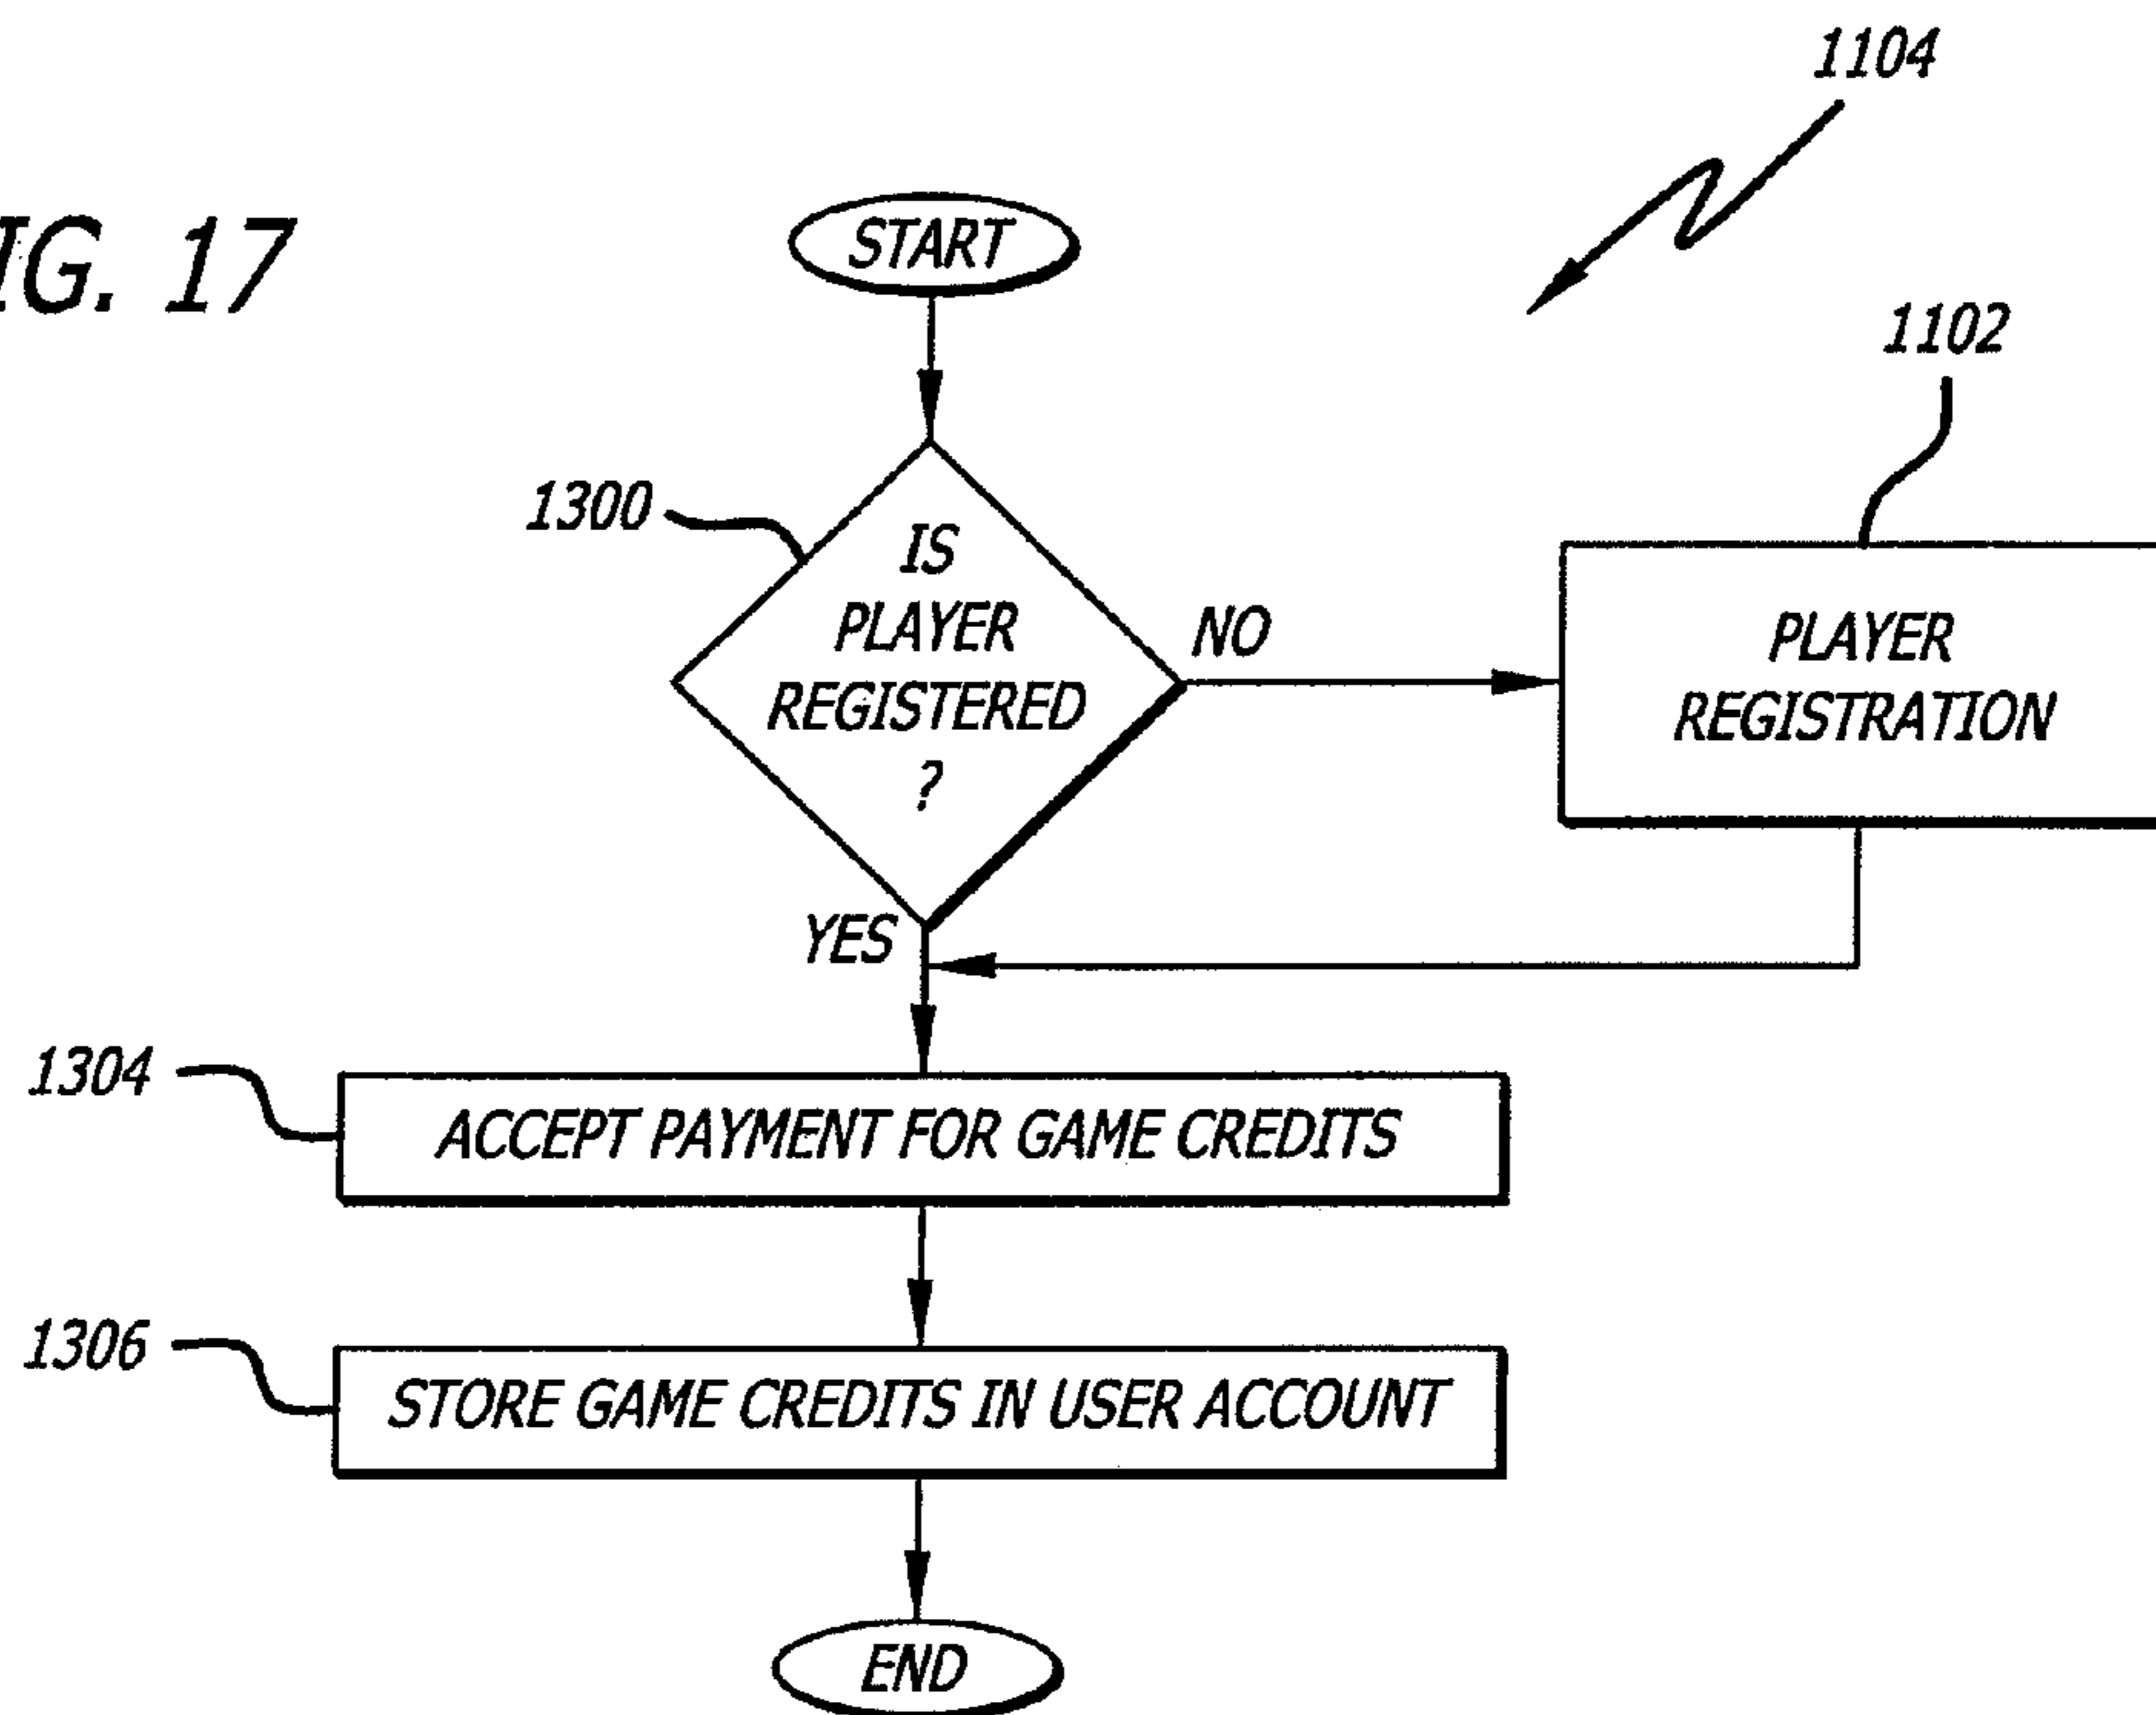 1104
IG. 17
START
1102
1300
IS
PLAYER
REGISTERED
?
NO
PLAYER
REGISTRATION
YES
1304
ACCEPT PAYMENT FOR GAME CREDITS
1306
STORE GAME CREDITS IN USER ACCOUNT
END